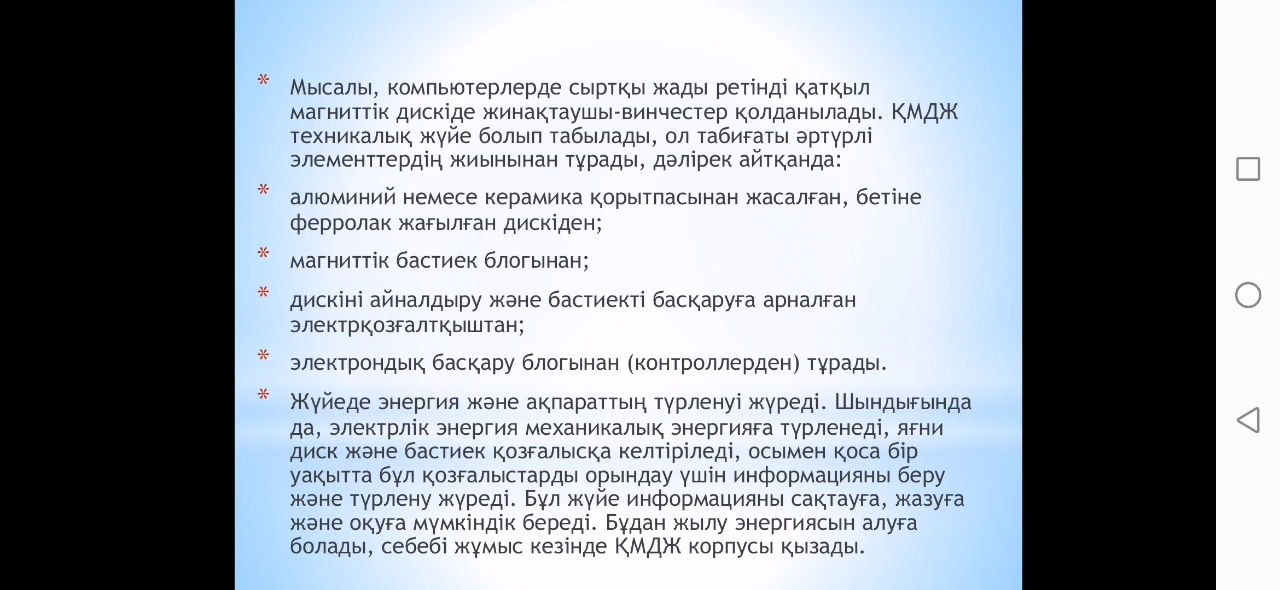 * Мысалы, компьютерлерде сыртқы жады ретінді қатқыл
магниттік дискіде жинақтаушы-винчестер қолданылады. ҚМДЖ
техникалық жүйе болып табылады, ол табиғаты әртүрлі
элементтердің жиынынан тұрады, дәлірек айтқанда:
* алюминий немесе керамика қорытпасынан жасалған, бетіне
ферролак жағылған дискіден;
* магниттік бастиек блогынан;
* дискіні айналдыру және бастиекті басқаруға арналған
электрқозғалтқыштан;
* электрондық басқару блогынан (контроллерден) тұрады.
* Жүйеде энергия және ақпараттың түрленуі жүреді. Шындығында
да, электрлік энергия механикалық энергияға түрленеді, яғни
диск және бастиек қозғалысқа келтіріледі, осымен қоса бір
уақытта бұл қозғалыстарды орындау үшін информацияны беру
және түрлену жүреді. Бұл жүйе информацияны сақтауға, жазуға
және оқуға мүмкіндік береді. Бұдан жылу энергиясын алуға
болады, себебі жұмыс кезінде ҚМДЖ корпусы қызады.